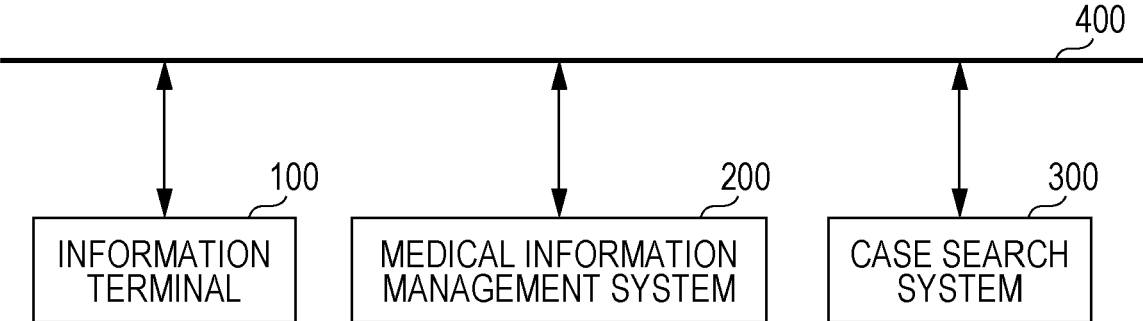 400
100
200
300
INFORMATION
TERMINAL
MEDICAL INFORMATION
MANAGEMENT SYSTEM
CASE SEARCH
SYSTEM